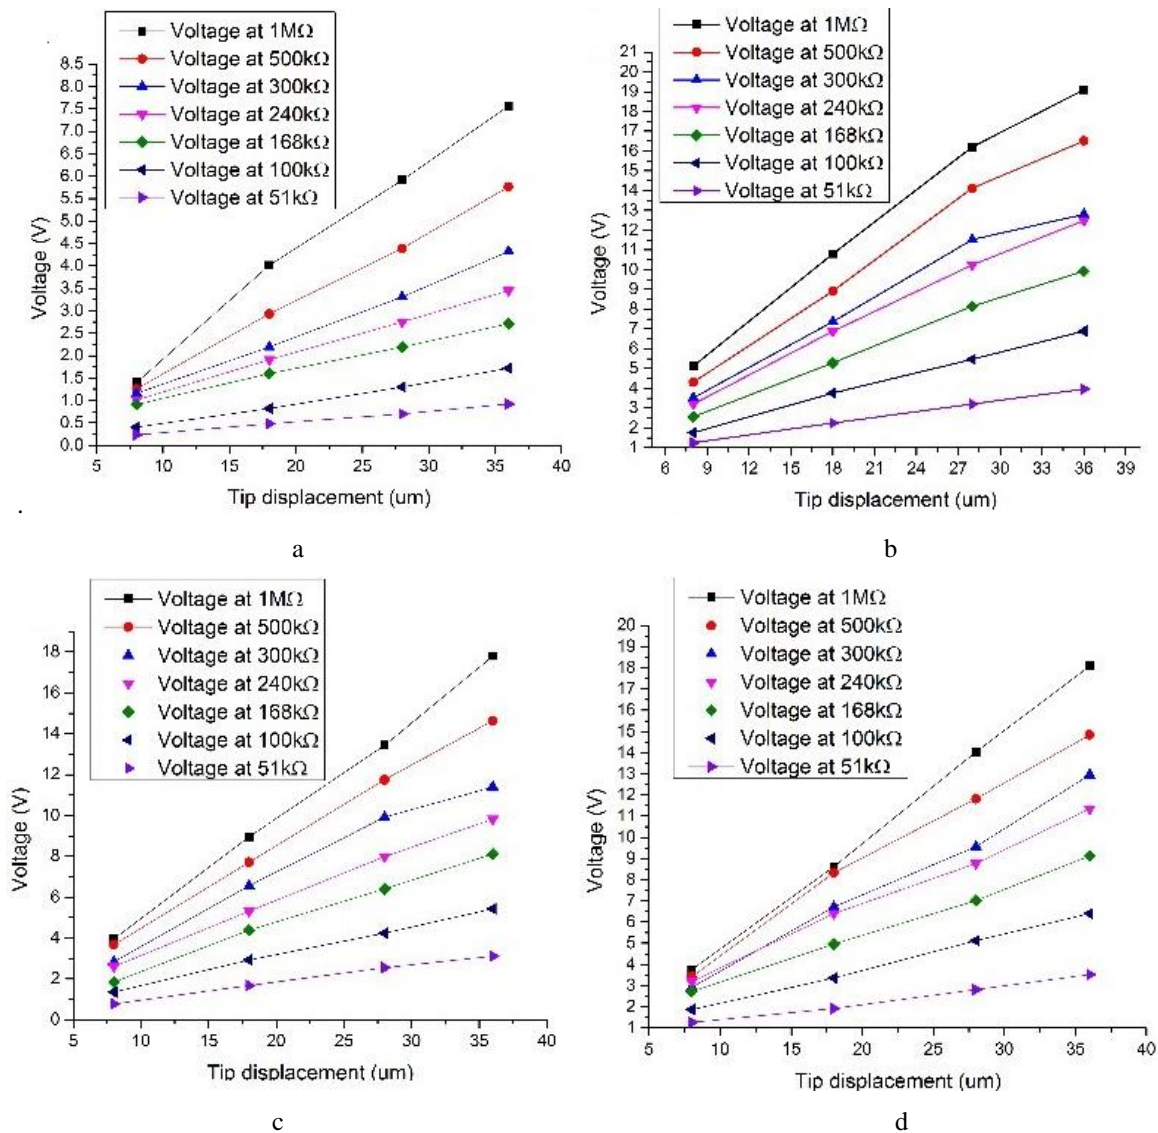 Voltage at 1MΩ
Voltage at 500kΩ
Voltage at 300kΩ
Voltage at 240kΩ
Voltage at 168kΩ
Voltage at 100kΩ
Voltage at 51kΩ
8.5
8.0
7.5
7.0
6.5
6.0
5.5
5.0
4.5
4.0
3.5
3.0
2.5
2.0
1.5
1.0
0.5
0.0
Voltage (V)
5 10 15 20 25 30 35 40
Tip displacement (um)
a
Voltage at 1MΩ
Voltage at 500kΩ
Voltage at 300kΩ
Voltage at 240kΩ
Voltage at 168kΩ
Voltage at 100kΩ
Voltage at 51kΩ
21
21
20
19
18
17
16
15
14
13
12
11
10
9
8
7
6
5
4
3
2
1
Voltage (V)
6 9 12 15 18 21 24 27 30 33 36 39
Tip displacement (um)
b
Voltage at 1MΩ
Voltage at 500kΩ
Voltage at 300kΩ
Voltage at 240kΩ
Voltage at 168kΩ
Voltage at 100kΩ
Voltage at 51kΩ
18
16
14
12
10
8
6
4
2
0
Voltage (V)
5 10 15 20 25 30 35 40
Tip displacement (um)
c
Voltage at 1MΩ
Voltage at 500kΩ
Voltage at 300kΩ
Voltage at 240kΩ
Voltage at 168kΩ
Voltage at 100kΩ
Voltage at 51kΩ
20
19
18
17
16
15
14
13
12
11
10
9
8
7
6
5
4
3
2
1
Voltage (V)
5 10 15 20 25 30 35 40
Tip displacement (um)
d